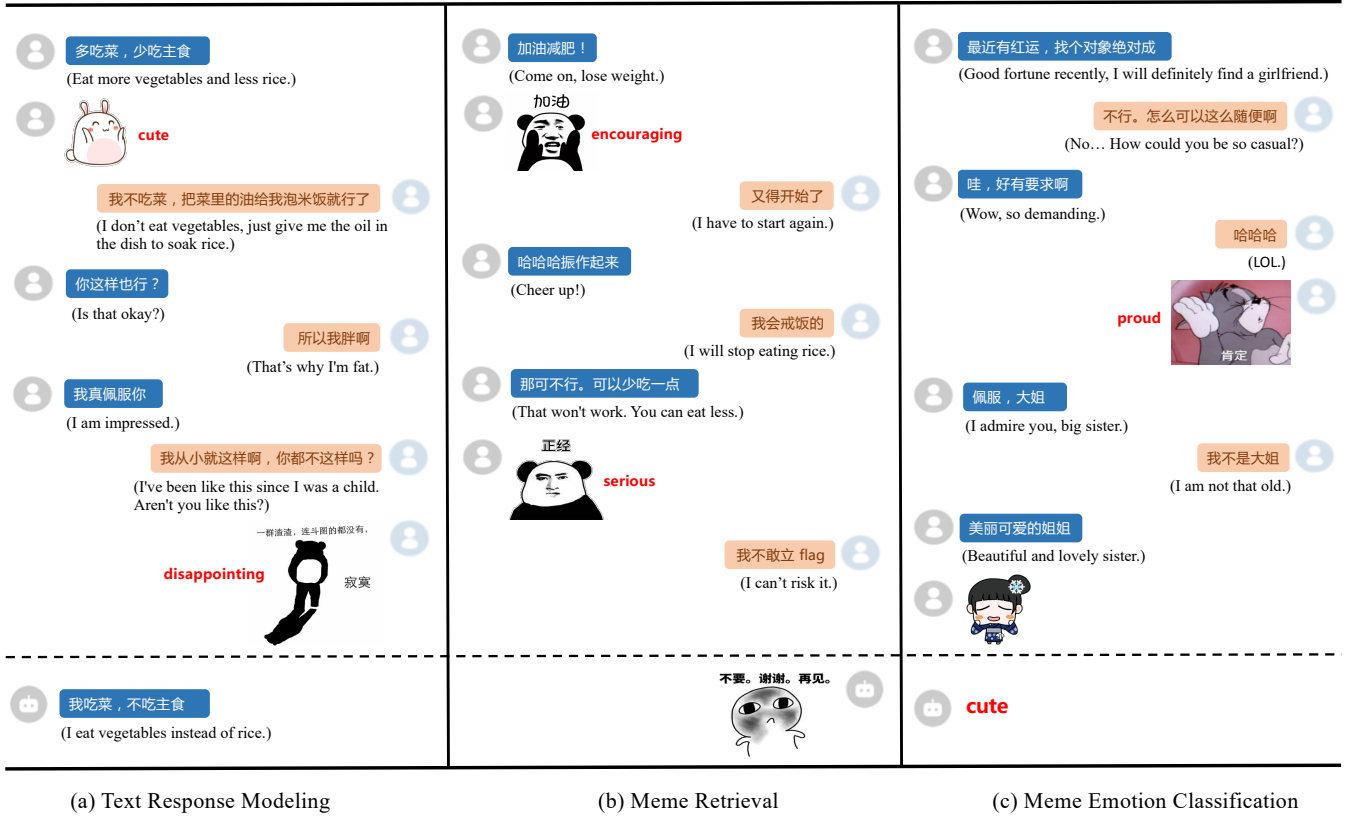 多吃菜，少吃主食
(Eat more vegetables and less rice.)
cute
我不吃菜，把菜里的油给我泡米饭就行了
(I don’t eat vegetables, just give me the oil in
the dish to soak rice.)
你这样也行？
(Is that okay?)
所以我胖啊
(That’s why I'm fat.)
我真佩服你
(I am impressed.)
我从小就这样啊，你都不这样吗？
(I've been like this since I was a child.
Aren't you like this?)
一群渣渣，连斗图的都没有，
disappointing
寂寞
我吃菜，不吃主食
(I eat vegetables instead of rice.)
(a) Text Response Modeling
加油减肥！
(Come on, lose weight.)
加油
encouraging
又得开始了
(I have to start again.)
哈哈哈振作起来
(Cheer up!)
我会戒饭的
(I will stop eating rice.)
那可不行。可以少吃一点
(That won't work. You can eat less.)
正经
serious
我不敢立 flag
(I can’t risk it.)
不要。谢谢。再见。
(b) Meme Retrieval
最近有红运，找个对象绝对成
(Good fortune recently, I will definitely find a girlfriend.)
不行。怎么可以这么随便啊
(No… How could you be so casual?)
哇，好有要求啊
(Wow, so demanding.)
哈哈哈
(LOL.)
proud
肯定
佩服，大姐
(I admire you, big sister.)
我不是大姐
(I am not that old.)
美丽可爱的姐姐
(Beautiful and lovely sister.)
cute
(c) Meme Emotion Classification